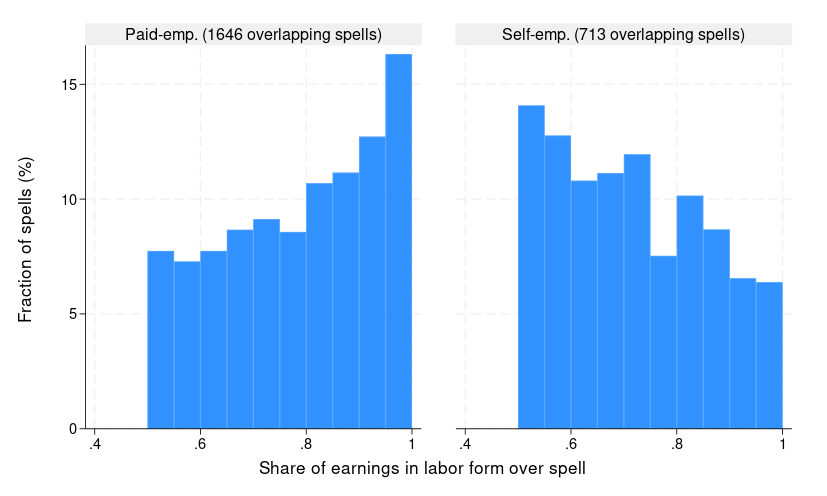 Paid-emp. (1646 overlapping spells)
Self-emp. (713 overlapping spells)
Fraction of spells (%)
15
10
5
0
.4 .6 .8 1
.4 .6 .8 1
Share of earnings in labor form over spell